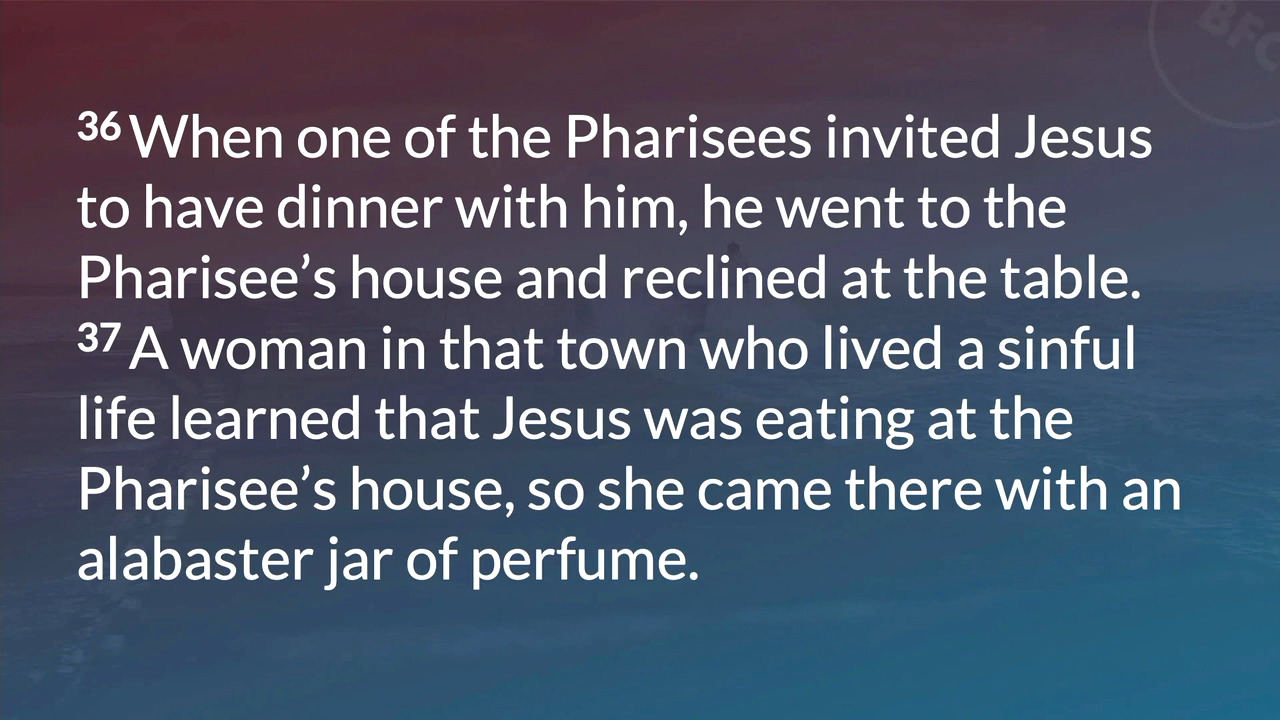 BFC
36 When one of the Pharisees invited Jesus
to have dinner with him, he went to the
Pharisee’s house and reclined at the table.
37 A woman in that town who lived a sinful
life learned that Jesus was eating at the
Pharisee’s house, so she came there with an
alabaster jar of perfume.